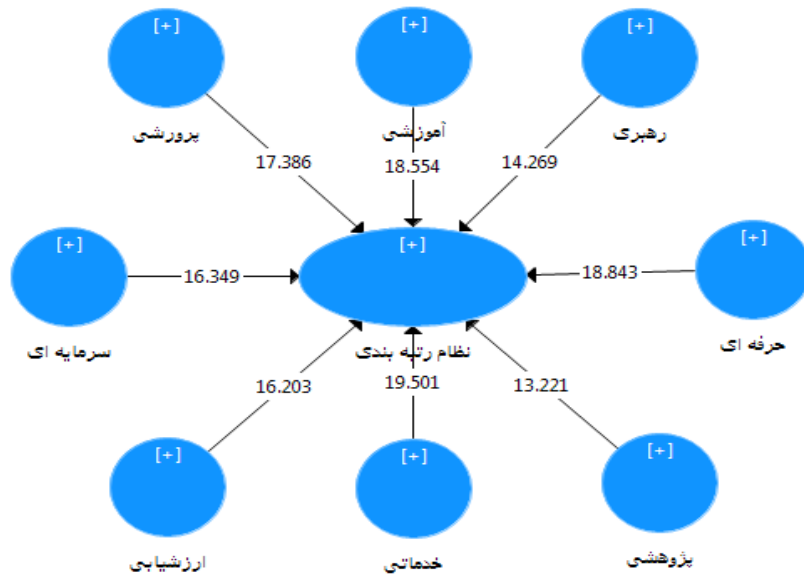 [+]
[+]
[+]
پرورشی
آموزشی
رهبری
17.386
18.554
14.269
[+]
[+]
[+]
16.349
18.843
سرمایه ای
نظام رتبه بندی
حرفه ای
16.203
19.501
13.221
[+]
[+]
[+]
ارزشیابی
خدماتی
پژوهشی